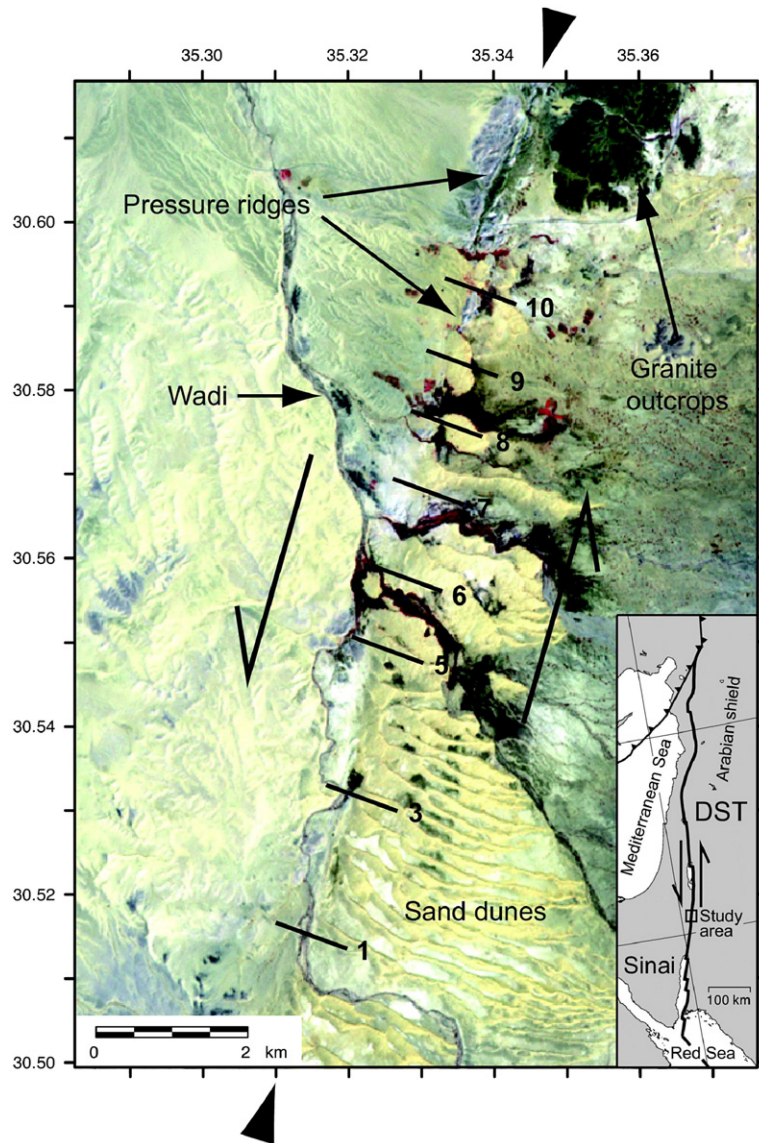 35.30
35.32
35.34
35.36
30.60
30.58
30.56
30.54
30.52
30.50
Pressure ridges
10
9
Granite
outcrops
Wadi
8
7
6
5
3
Sand dunes
1
0
2
km
Mediterranean Sea
Arabian shield
DST
Study
area
Sinai
100 km
Red Sea